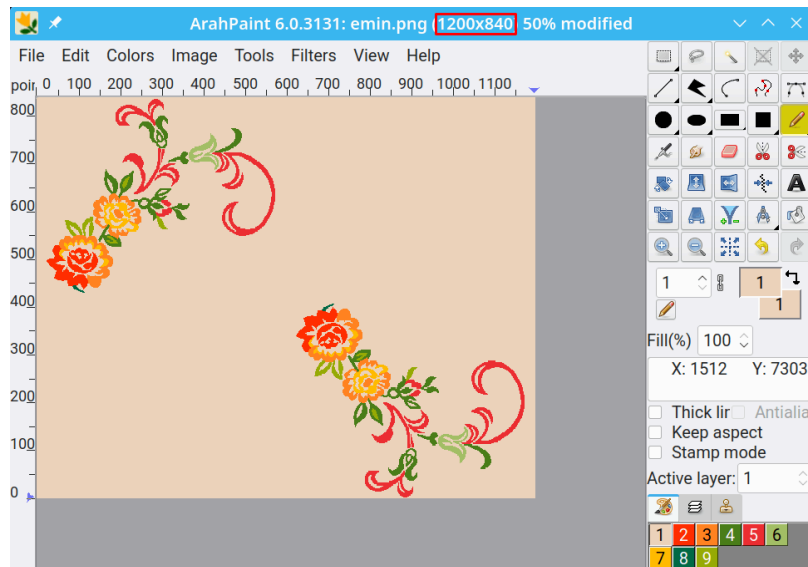 ArahPaint 6.0.3131: emin.png (1200x840) 50% modified
File Edit Colors Image Tools Filters View Help
poir 0 100 200 300 400 500 600 700 800 900 1000 1100
800
700
600
500
400
300
200
100
0
A
1
1
1
Fill(%) 100
X: 1512 Y: 7303
Thick lir Antialia
Keep aspect
Stamp mode
Active layer: 1
1 2 3 4 5 6
7 8 9